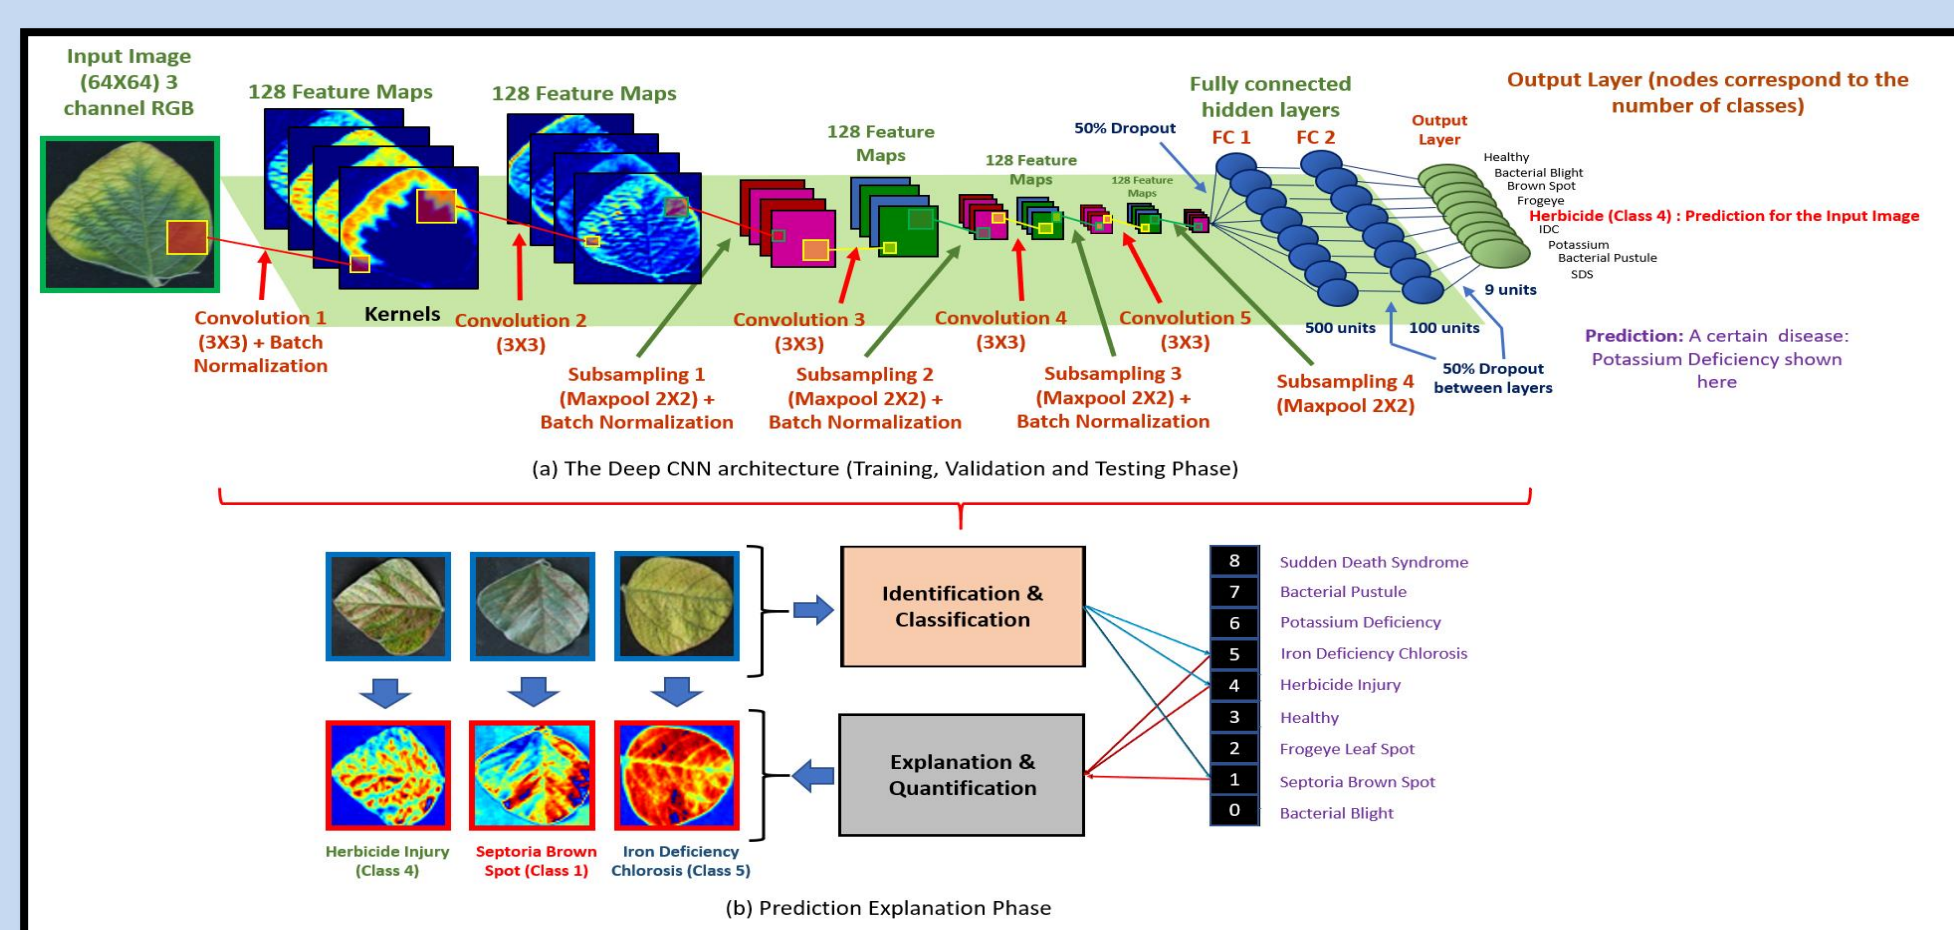 Input Image
(64X64) 3
channel RGB
128 Feature Maps
128 Feature Maps
128 Feature
Maps
128 Feature
Maps
128 Feature
Maps
Fully connected
hidden layers
50% Dropout
FC 1
FC 2
Output
Layer
Output Layer (nodes correspond to the
number of classes)
Healthy
Bacterial Blight
Brown Spot
Frogeye
Herbicide (Class 4) : Prediction for the Input Image
IDC
Potassium
Bacterial Pustule
SDS
9 units
500 units
100 units
50% Dropout
between layers
Prediction: A certain disease:
Potassium Deficiency shown
here
Kernels
Convolution 1
(3X3) + Batch
Normalization
Convolution 2
(3X3)
Convolution 3
(3X3)
Convolution 4
(3X3)
Convolution 5
(3X3)
Subsampling 1
(Maxpool 2X2) +
Batch Normalization
Subsampling 2
(Maxpool 2X2) +
Batch Normalization
Subsampling 3
(Maxpool 2X2) +
Batch Normalization
Subsampling 4
(Maxpool 2X2)
(a) The Deep CNN architecture (Training, Validation and Testing Phase)
Identification &
Classification
Explanation &
Quantification
8 Sudden Death Syndrome
7 Bacterial Pustule
6 Potassium Deficiency
5 Iron Deficiency Chlorosis
4 Herbicide Injury
3 Healthy
2 Frogeye Leaf Spot
1 Septoria Brown Spot
0 Bacterial Blight
Herbicide Injury
(Class 4)
Septoria Brown
Spot (Class 1)
Iron Deficiency
Chlorosis (Class 5)
(b) Prediction Explanation Phase